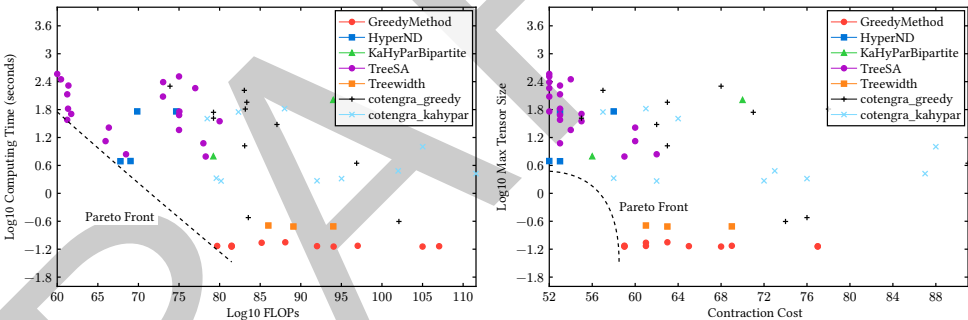 3.6
3
2.4
1.8
1.2
0.6
0
−0.6
−1.2
−1.8
Log10 Computing Time (seconds)
60 65 70 75 80 85 90 95 100 105 110
Log10 FLOPs
Pareto Front
GreedyMethod
HyperND
KaHyParBipartite
TreeSA
Treewidth
cotengra_greedy
cotengra_kahypar
3.6
3
2.4
1.8
1.2
0.6
0
−0.6
−1.2
−1.8
Log10 Max Tensor Size
52 56 60 64 68 72 76 80 84 88
Contraction Cost
Pareto Front
GreedyMethod
HyperND
KaHyParBipartite
TreeSA
Treewidth
cotengra_greedy
cotengra_kahypar